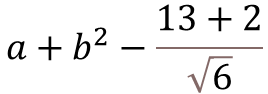 a + b² − (13 + 2)/√6